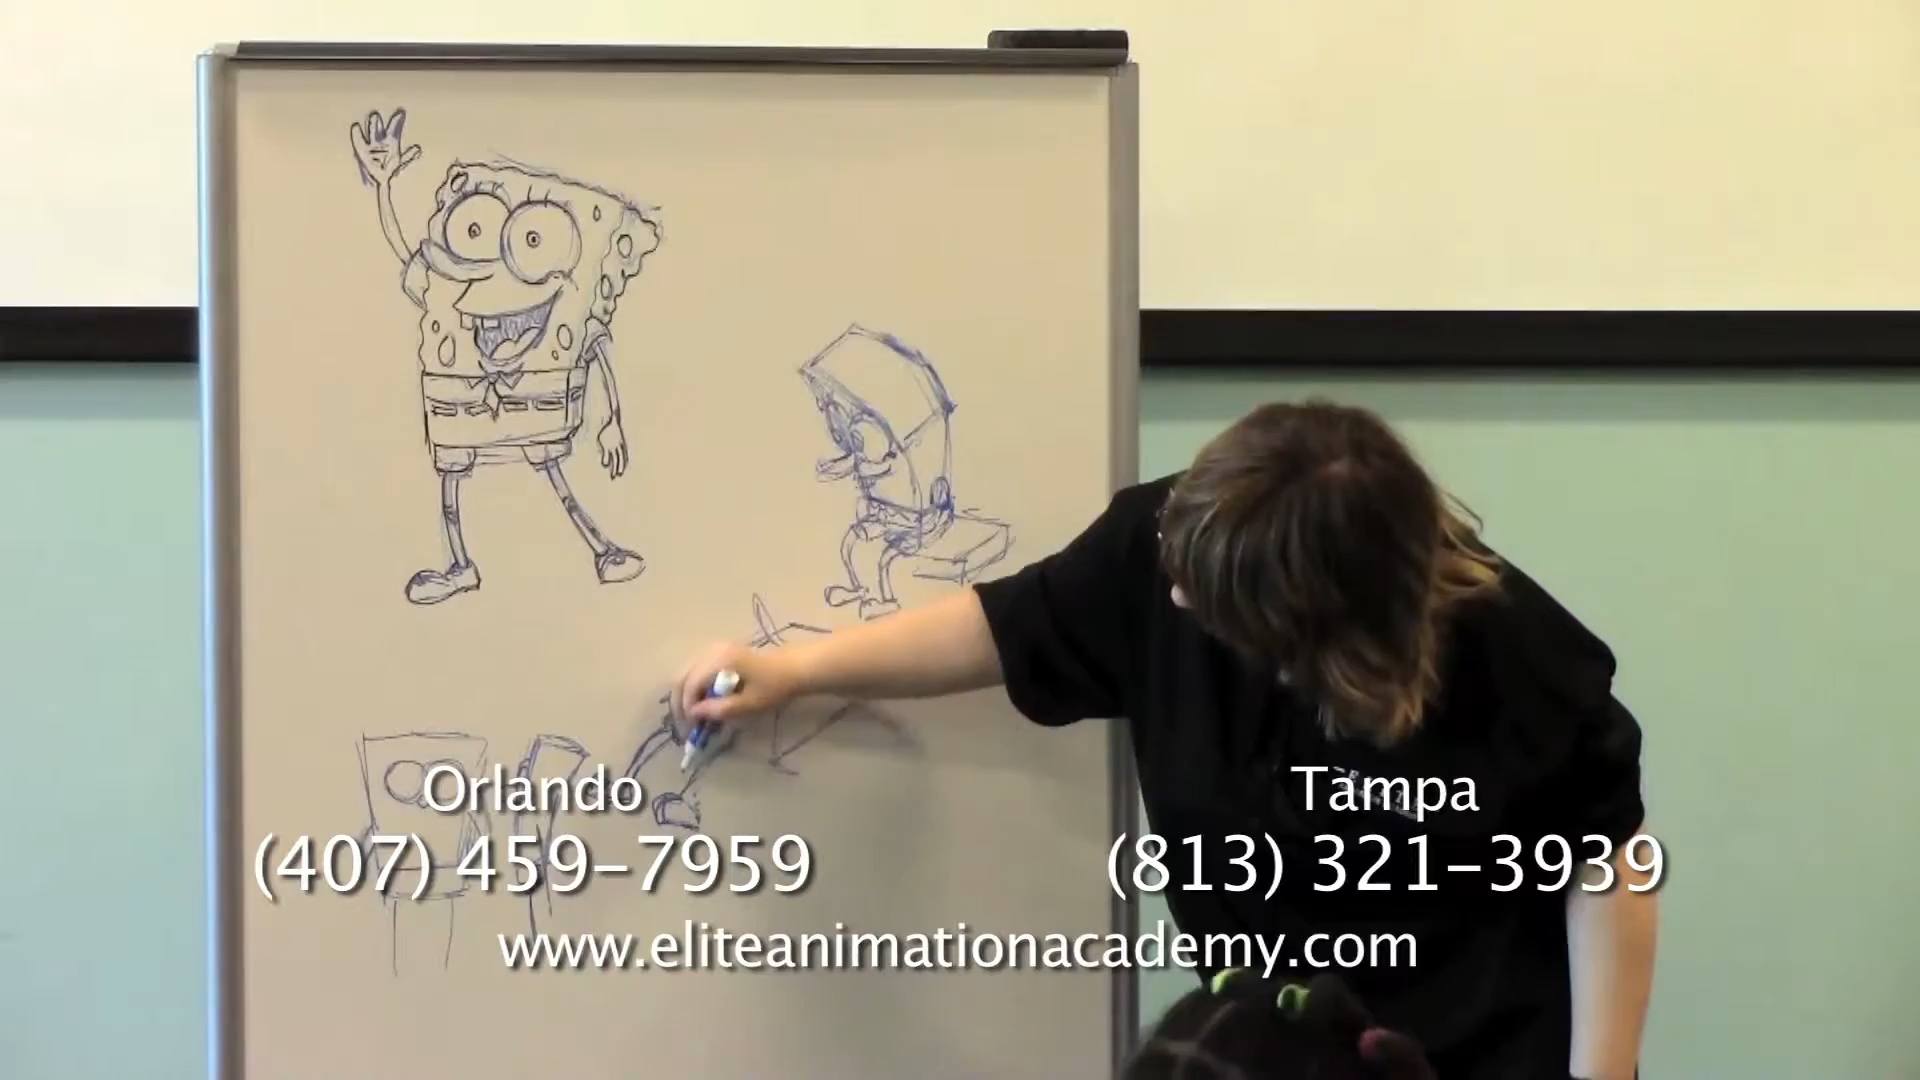 Orlando
(407) 459-7959
Tampa
(813) 321-3939
www.eliteanimationacademy.com